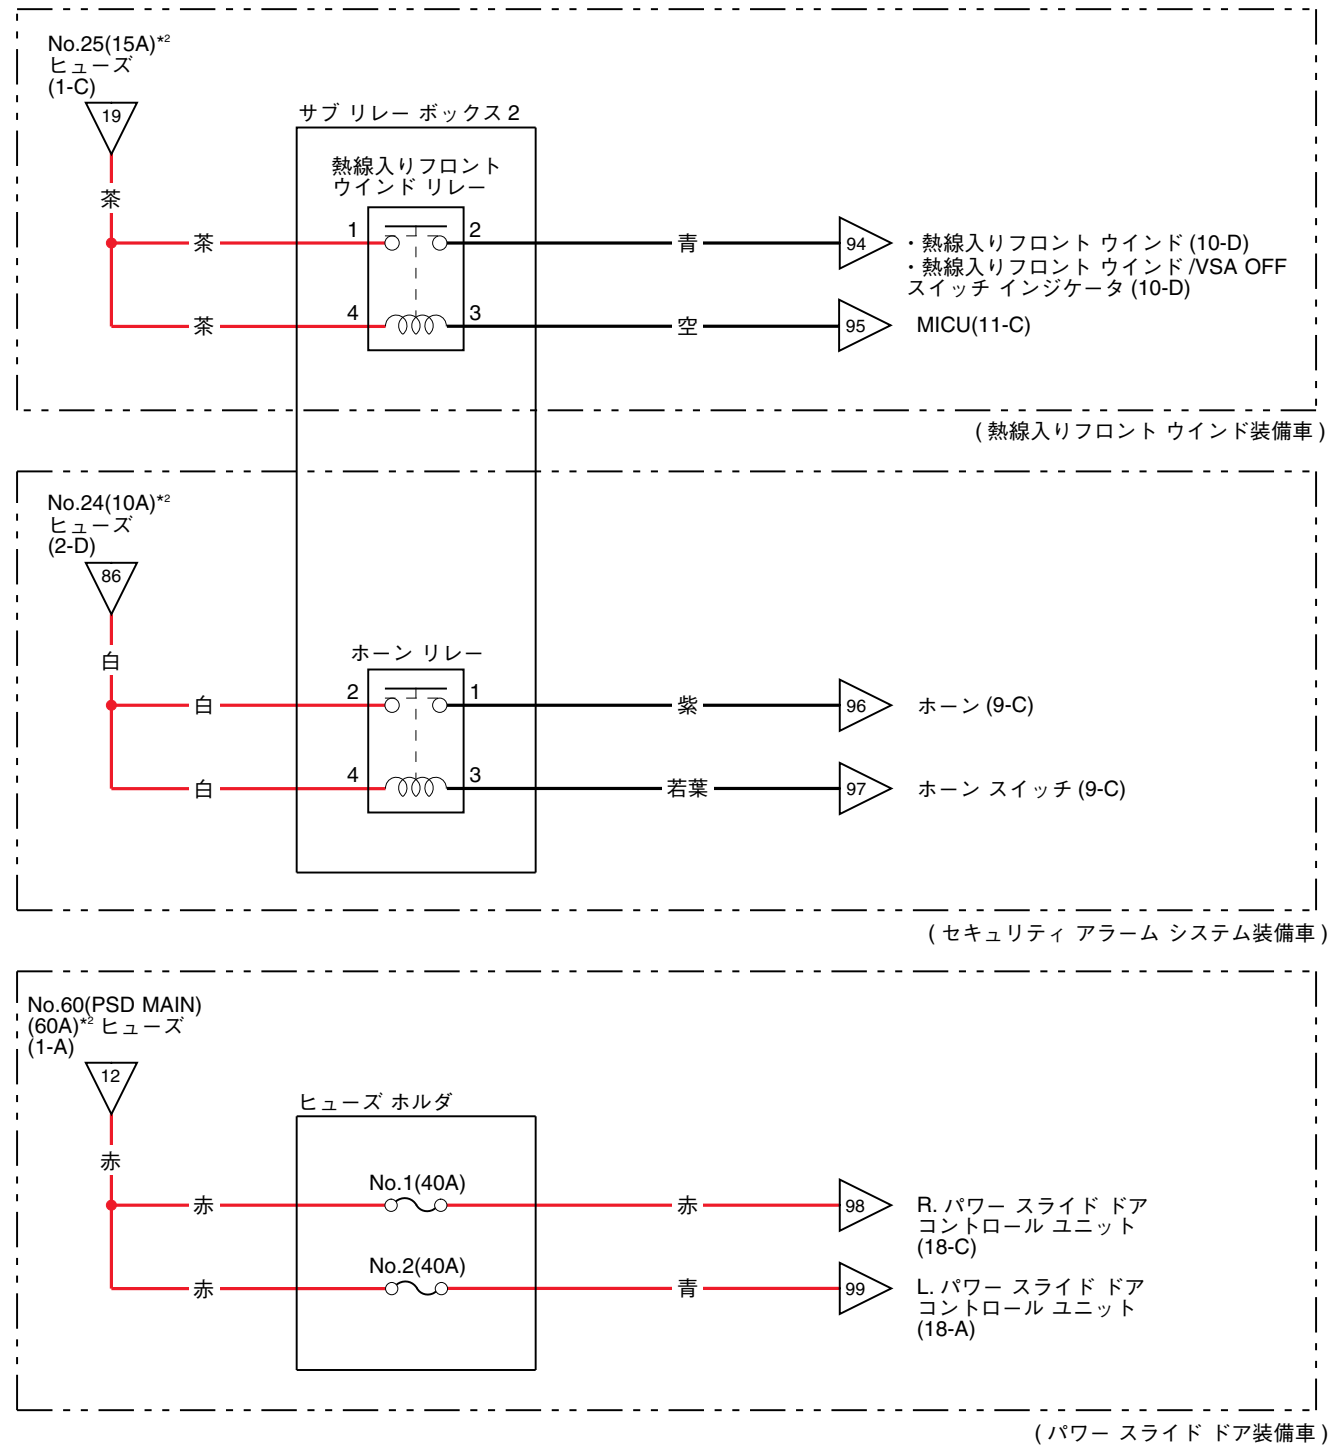 No.25(15A)*2
ヒューズ
(1-C)
19
茶
サブ リレー ボックス 2
熱線入りフロント
ウインド リレー
1
2
茶
青
94
・熱線入りフロント ウインド (10-D)
・熱線入りフロント ウインド /VSA OFF
スイッチ インジケータ (10-D)
4
3
茶
空
95
MICU(11-C)
( 熱線入りフロント ウインド装備車 )
No.24(10A)*2
ヒューズ
(2-D)
86
白
ホーン リレー
2
1
白
紫
96
ホーン (9-C)
4
3
白
若葉
97
ホーン スイッチ (9-C)
( セキュリティ アラーム システム装備車 )
No.60(PSD MAIN)
(60A)*2 ヒューズ
(1-A)
12
赤
ヒューズ ホルダ
No.1(40A)
赤
赤
98
R. パワー スライド ドア
コントロール ユニット
(18-C)
No.2(40A)
赤
青
99
L. パワー スライド ドア
コントロール ユニット
(18-A)
( パワー スライド ドア装備車 )